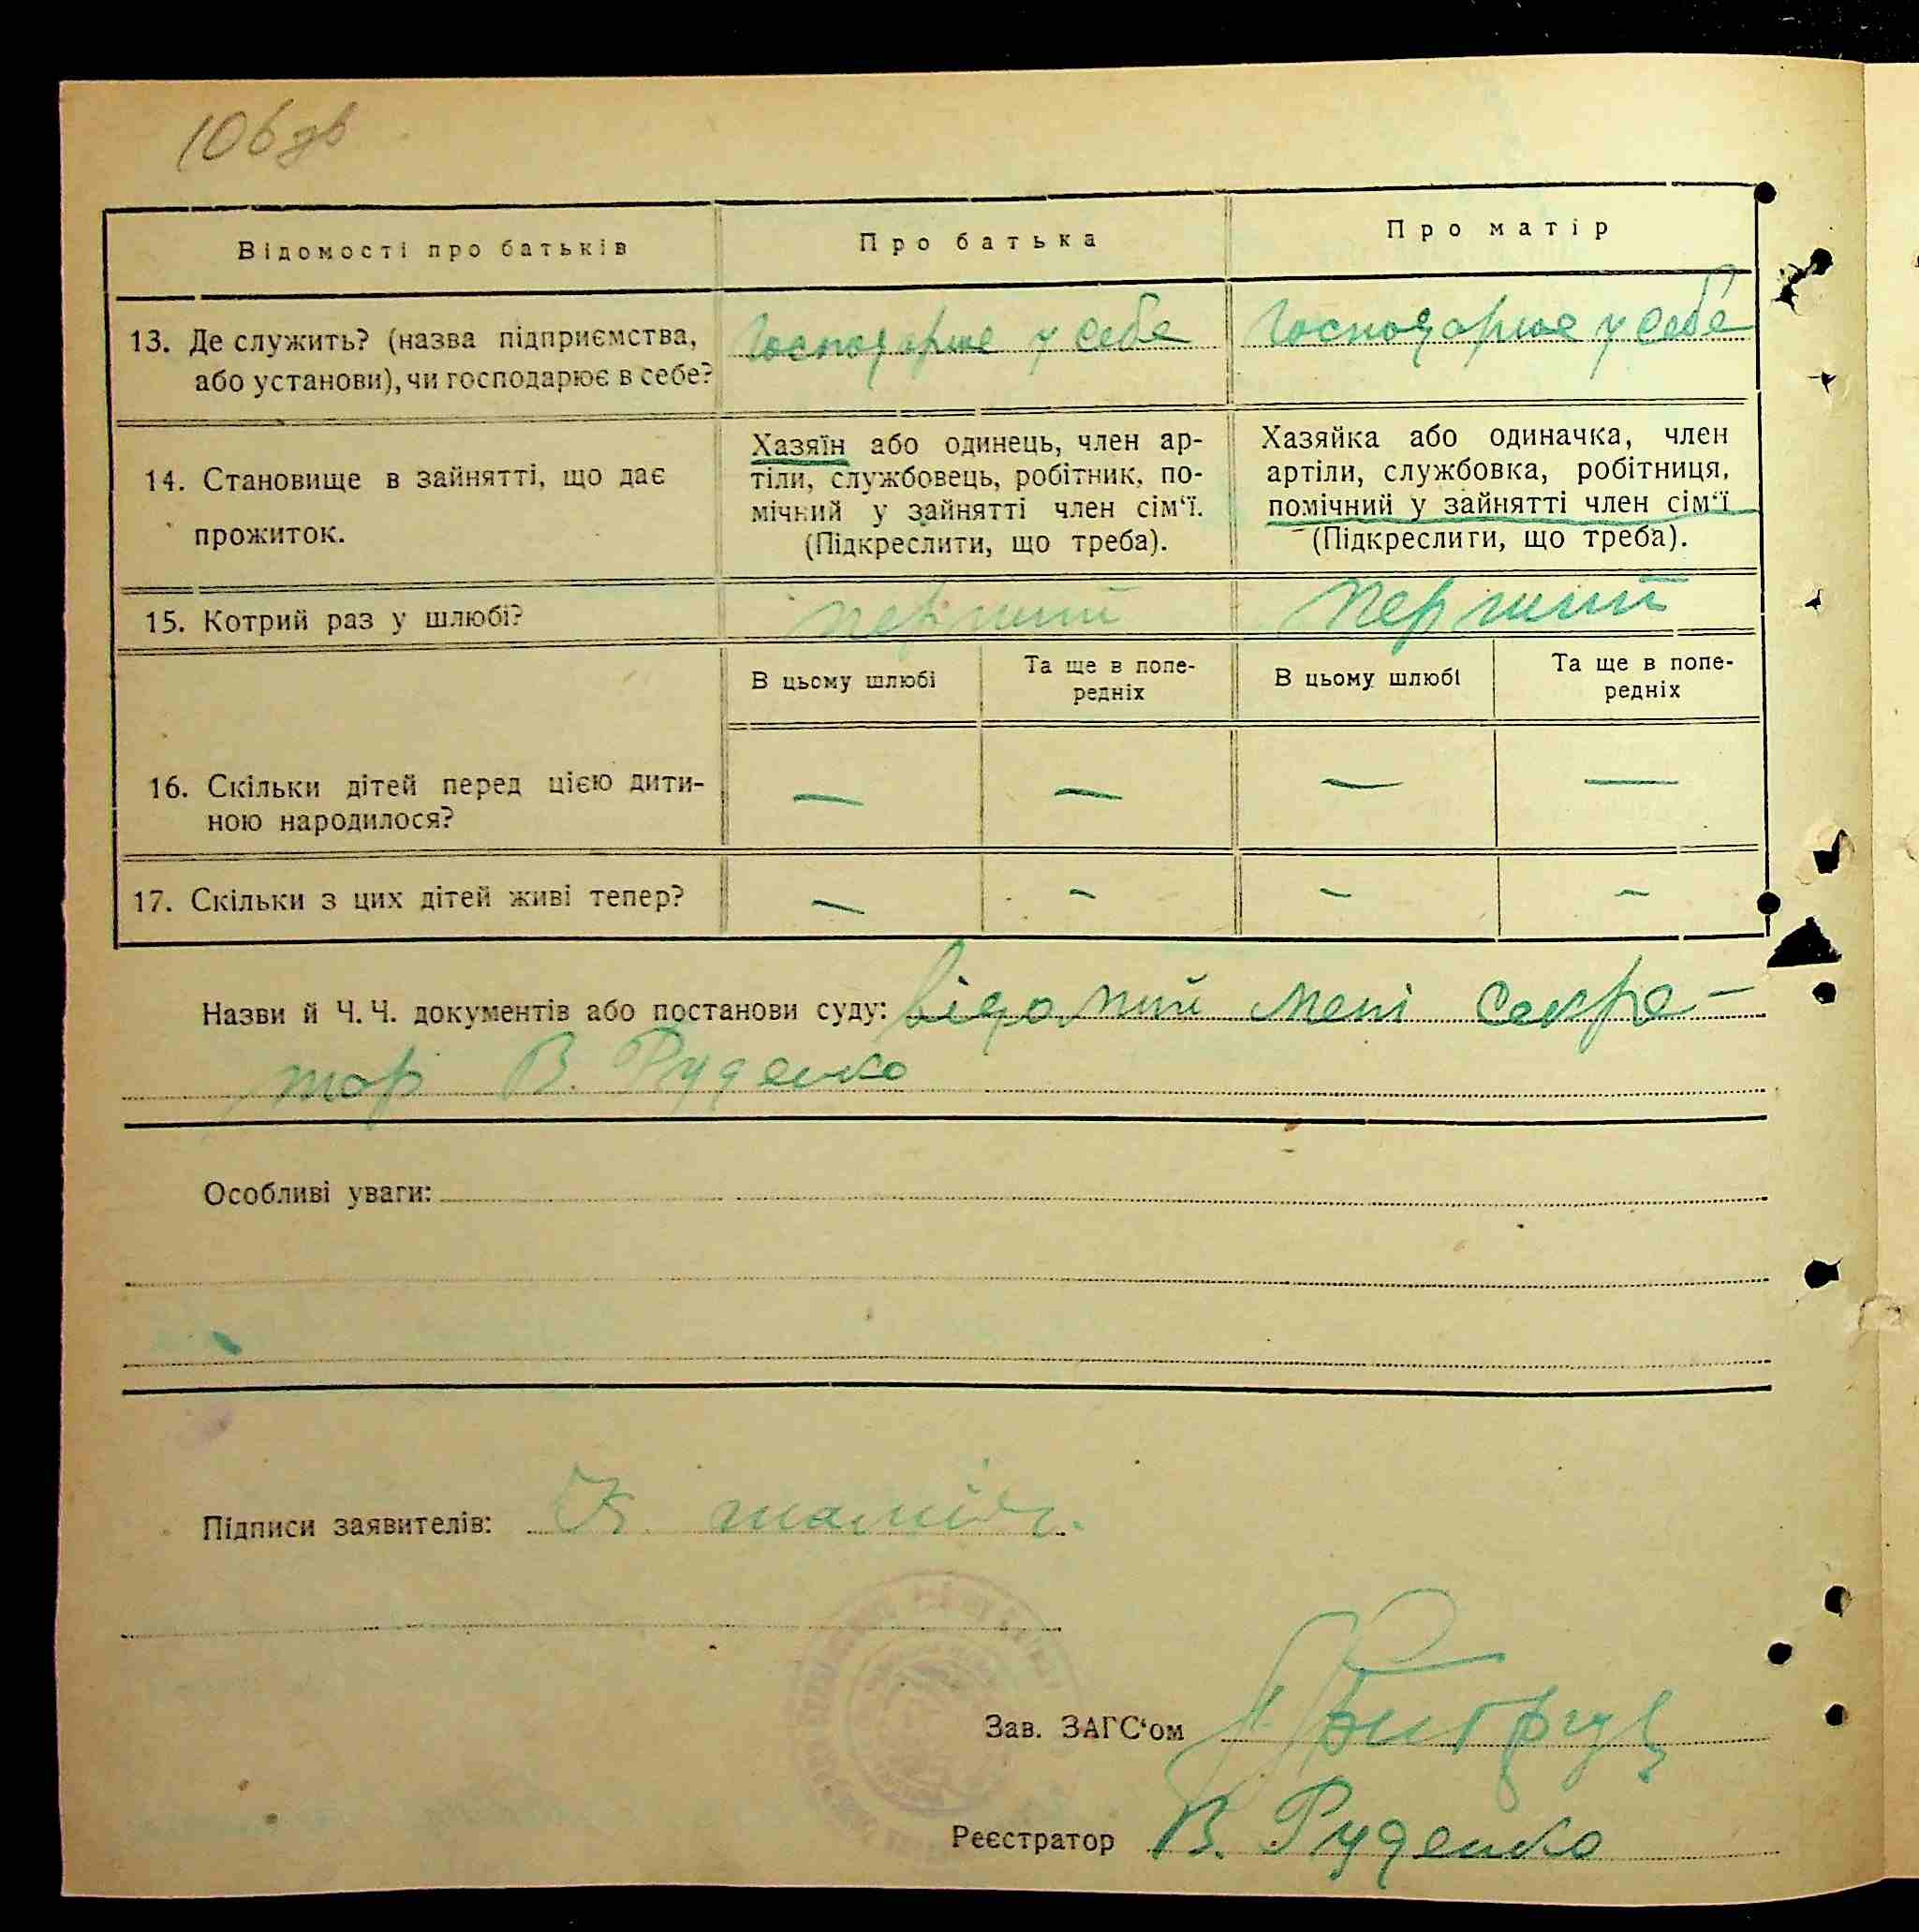 106 зв
Відомості про батьків
Про батька
Про матір
13. Де служить? (назва підприємства,
або установи), чи господарює в себе?
Господарює у себе
Господарює у себе
14. Становище в зайнятті, що дає
прожиток.
Хазяїн або одинець, член ар-
тіли, службовець, робітник, по-
мічний у зайнятті член сім‘ї.
(Підкреслити, що треба).
Хазяйка або одиначка, член
артіли, службовка, робітниця,
помічний у зайнятті член сім‘ї
(Підкреслити, що треба).
15. Котрий раз у шлюбі?
перший
перший
В цьому шлюбі
Та ще в попе-
редніх
В цьому шлюбі
Та ще в попе-
редніх
16. Скільки дітей перед цією дити-
ною народилося?
— — — —
17. Скільки з цих дітей живі тепер?
— – – –
Назви й Ч. Ч. документів або постанови суду: відомий мені секре-
тар В. Руденко
Особливі уваги:
Підписи заявителів:
Зав. ЗАГС‘ом
Реєстратор В. Руденко